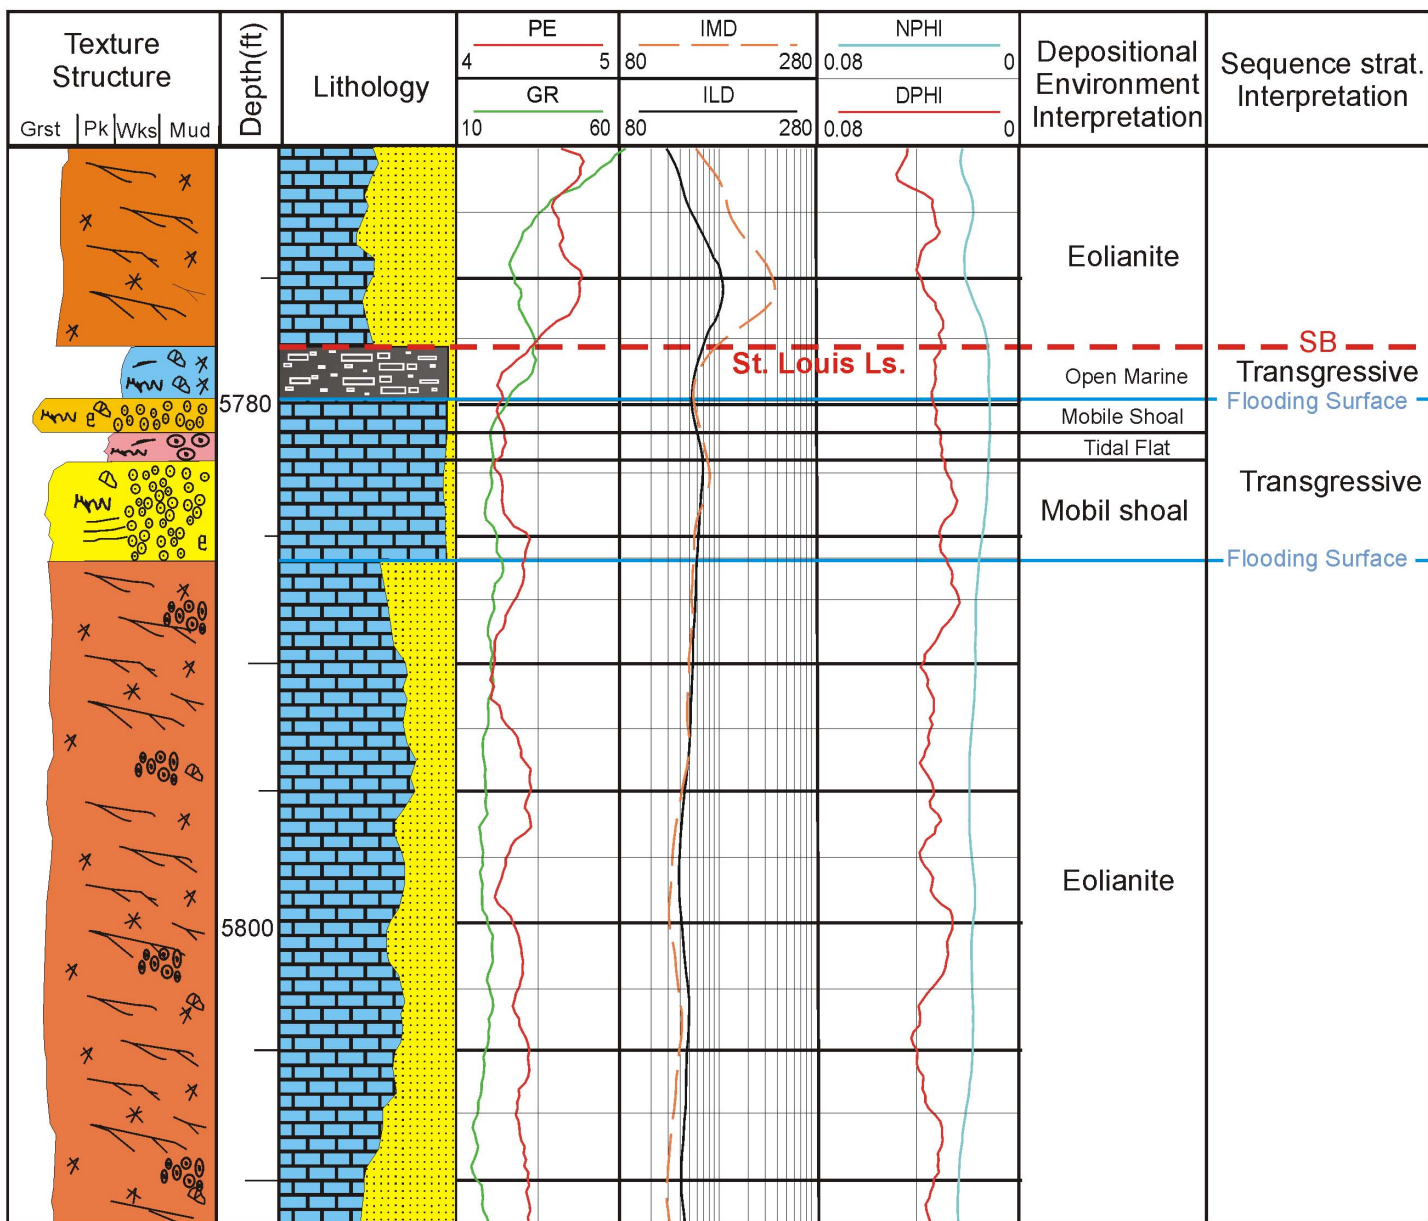 Texture
Structure
Grst Pk Wks Mud
Depth(ft)
Lithology
PE
4 5
GR
10 60
IMD
80 280
ILD
80 280
NPHI
0.08 0
DPHI
0.08 0
Depositional
Environment
Interpretation
Sequence strat.
Interpretation
Eolianite
SB
St. Louis Ls.
Open Marine
Transgressive
5780
Flooding Surface
Mobile Shoal
e
Tidal Flat
Transgressive
Mobil shoal
e
Flooding Surface
Eolianite
5800